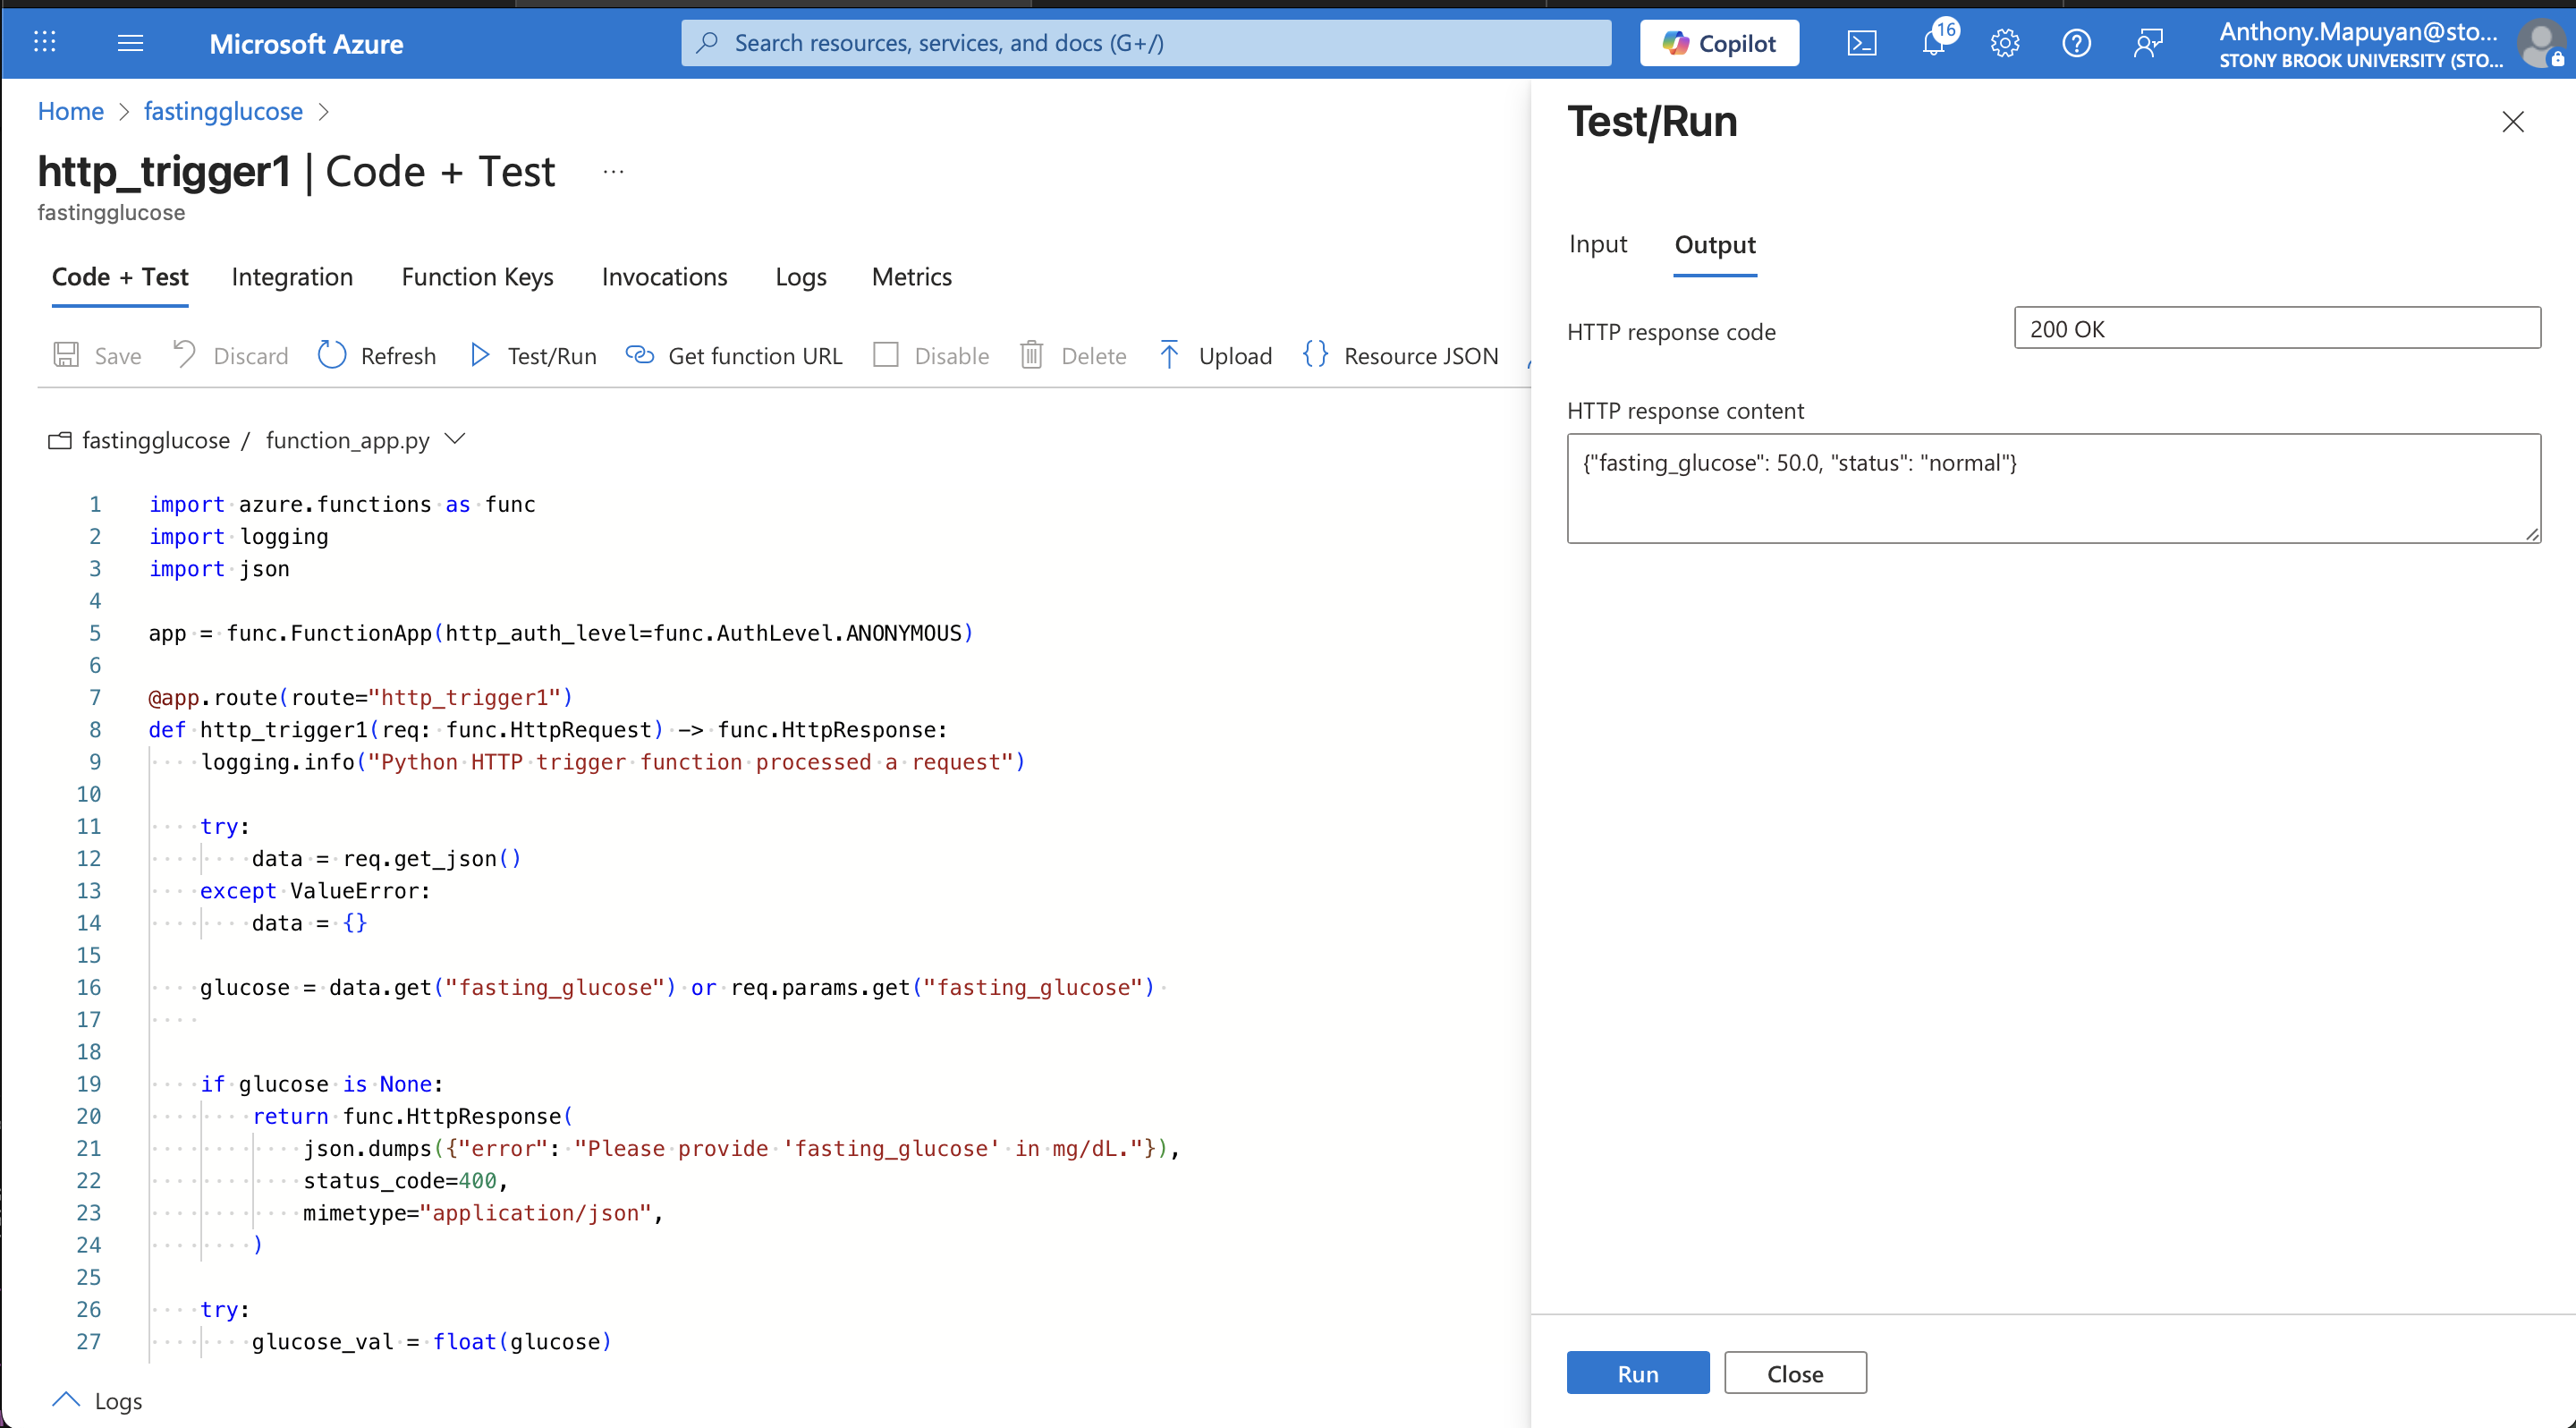 Microsoft Azure
Search resources, services, and docs (G+/)
Copilot
16
Anthony.Mapuyan@sto...
STONY BROOK UNIVERSITY (STO...
Home > fastingglucose >
http_trigger1 | Code + Test ...
fastingglucose
Code + Test Integration Function Keys Invocations Logs Metrics
Save Discard Refresh Test/Run Get function URL Disable Delete Upload Resource JSON
fastingglucose / function_app.py
1 import azure.functions as func
2 import logging
3 import json
4
5 app = func.FunctionApp(http_auth_level=func.AuthLevel.ANONYMOUS)
6
7 @app.route(route="http_trigger1")
8 def http_trigger1(req: func.HttpRequest) -> func.HttpResponse:
9     logging.info("Python HTTP trigger function processed a request")
10
11     try:
12         data = req.get_json()
13     except ValueError:
14         data = {}
15
16     glucose = data.get("fasting_glucose") or req.params.get("fasting_glucose")
17
18
19     if glucose is None:
20         return func.HttpResponse(
21             json.dumps({"error": "Please provide 'fasting_glucose' in mg/dL."}),
22             status_code=400,
23             mimetype="application/json",
24         )
25
26     try:
27         glucose_val = float(glucose)
Logs
Test/Run
Input Output
HTTP response code
200 OK
HTTP response content
{"fasting_glucose": 50.0, "status": "normal"}
Run Close